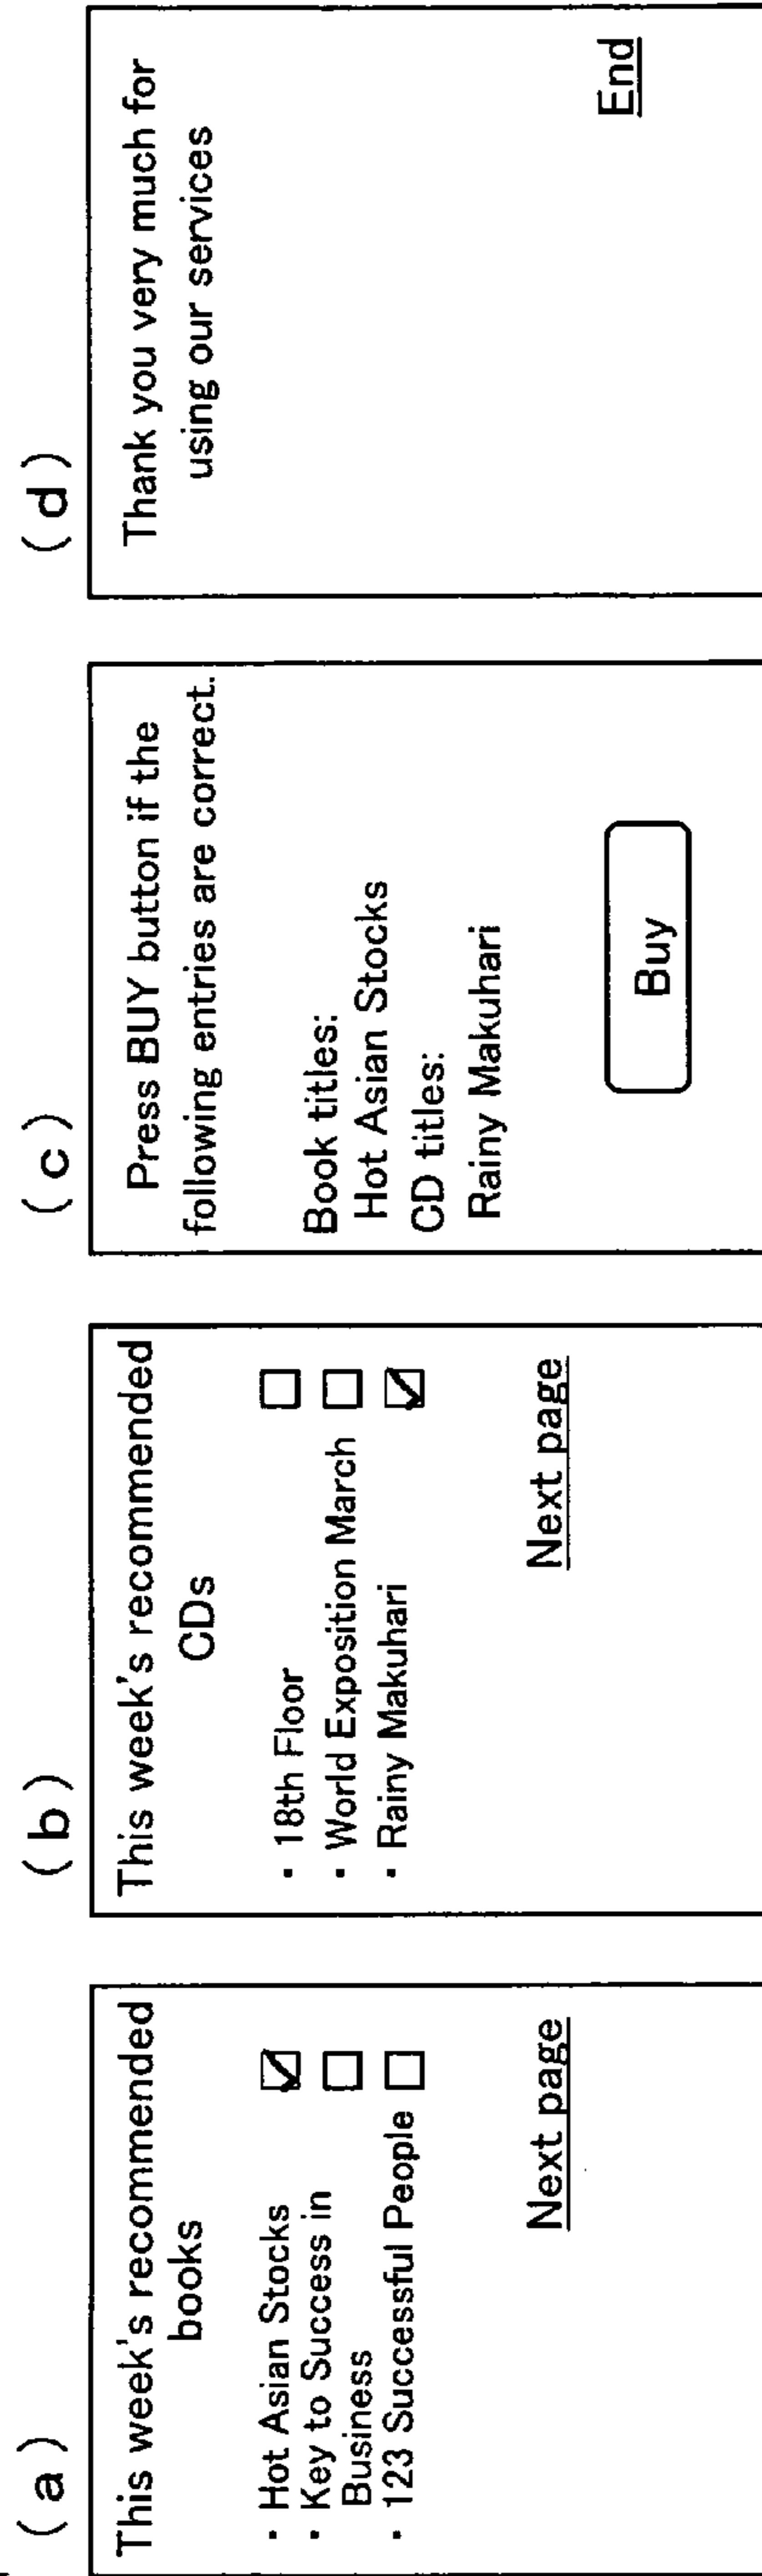 (a)
This week's recommended
books
・Hot Asian Stocks
・Key to Success in
Business
・123 Successful People
Next page
(b)
This week's recommended
CDs
・18th Floor
・World Exposition March
・Rainy Makuhari
Next page
(c)
Press BUY button if the
following entries are correct.
Book titles:
Hot Asian Stocks
CD titles:
Rainy Makuhari
Buy
(d)
Thank you very much for
using our services
End